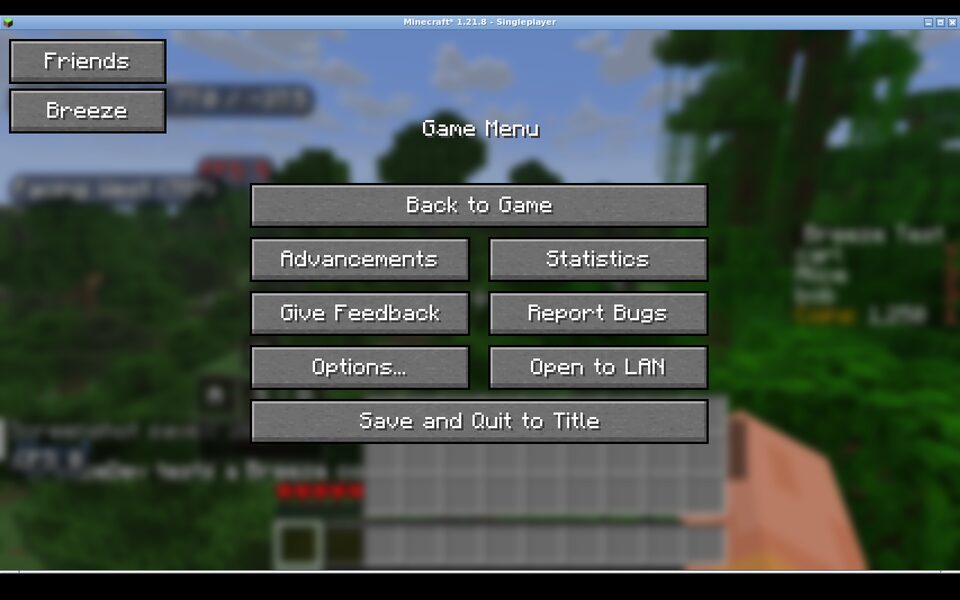 Minecraft* 1.21.8 - Singleplayer
Friends
Breeze
Game Menu
Back to Game
Advancements
Statistics
Give Feedback
Report Bugs
Options...
Open to LAN
Save and Quit to Title